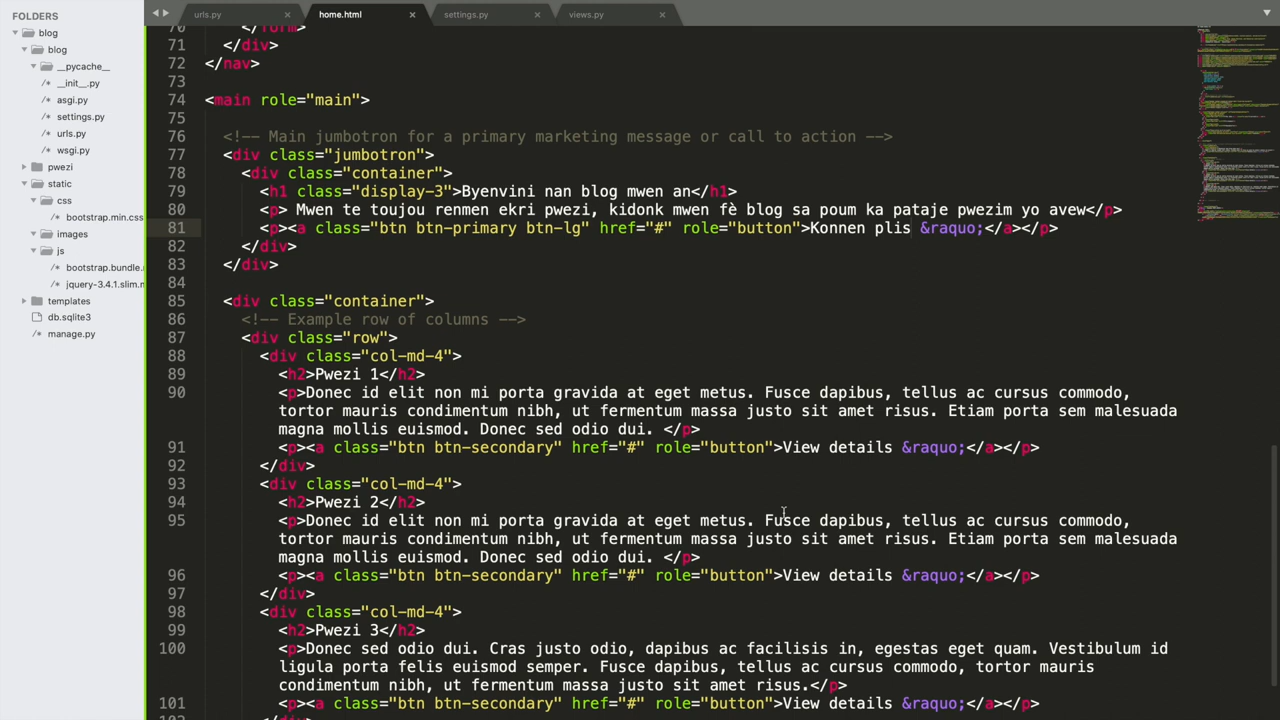 FOLDERS
blog
blog
__pycache__
__init__.py
asgi.py
settings.py
urls.py
wsgi.py
pwezi
static
css
bootstrap.min.css
images
js
bootstrap.bundle.
jquery-3.4.1.slim.m
templates
db.sqlite3
manage.py
urls.py
home.html
settings.py
views.py
70 </form>
71 </div>
72 </nav>
73
74 <main role="main">
75
76 <!-- Main jumbotron for a primary marketing message or call to action -->
77 <div class="jumbotron">
78 <div class="container">
79 <h1 class="display-3">Byenvini nan blog mwen an</h1>
80 <p> Mwen te toujou renmen ekri pwezi, kidonk mwen fè blog sa poum ka pataje pwezim yo avew</p>
81 <p><a class="btn btn-primary btn-lg" href="#" role="button">Konnen plis &raquo;</a></p>
82 </div>
83 </div>
84
85 <div class="container">
86 <!-- Example row of columns -->
87 <div class="row">
88 <div class="col-md-4">
89 <h2>Pwezi 1</h2>
90 <p>Donec id elit non mi porta gravida at eget metus. Fusce dapibus, tellus ac cursus commodo,
tortor mauris condimentum nibh, ut fermentum massa justo sit amet risus. Etiam porta sem malesuada
magna mollis euismod. Donec sed odio dui. </p>
91 <p><a class="btn btn-secondary" href="#" role="button">View details &raquo;</a></p>
92 </div>
93 <div class="col-md-4">
94 <h2>Pwezi 2</h2>
95 <p>Donec id elit non mi porta gravida at eget metus. Fusce dapibus, tellus ac cursus commodo,
tortor mauris condimentum nibh, ut fermentum massa justo sit amet risus. Etiam porta sem malesuada
magna mollis euismod. Donec sed odio dui. </p>
96 <p><a class="btn btn-secondary" href="#" role="button">View details &raquo;</a></p>
97 </div>
98 <div class="col-md-4">
99 <h2>Pwezi 3</h2>
100 <p>Donec sed odio dui. Cras justo odio, dapibus ac facilisis in, egestas eget quam. Vestibulum id
ligula porta felis euismod semper. Fusce dapibus, tellus ac cursus commodo, tortor mauris
condimentum nibh, ut fermentum massa justo sit amet risus.</p>
101 <p><a class="btn btn-secondary" href="#" role="button">View details &raquo;</a></p>